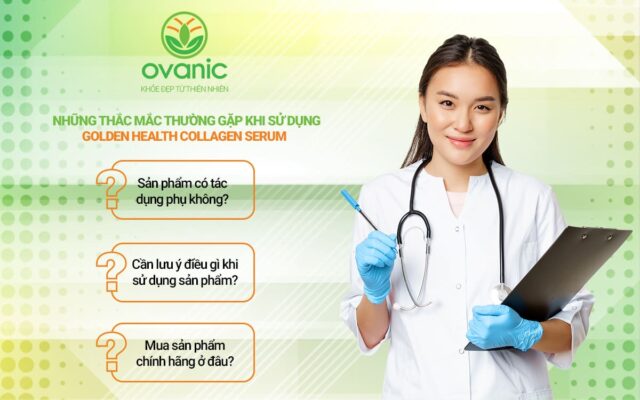 ovanic
KHỎE ĐẸP TỪ THIÊN NHIÊN
NHỮNG THẮC MẮC THƯỜNG GẶP KHI SỬ DỤNG
GOLDEN HEALTH COLLAGEN SERUM
?
Sản phẩm có tác
dụng phụ không?
?
Cần lưu ý điều gì khi
sử dụng sản phẩm?
?
Mua sản phẩm
chính hãng ở đâu?